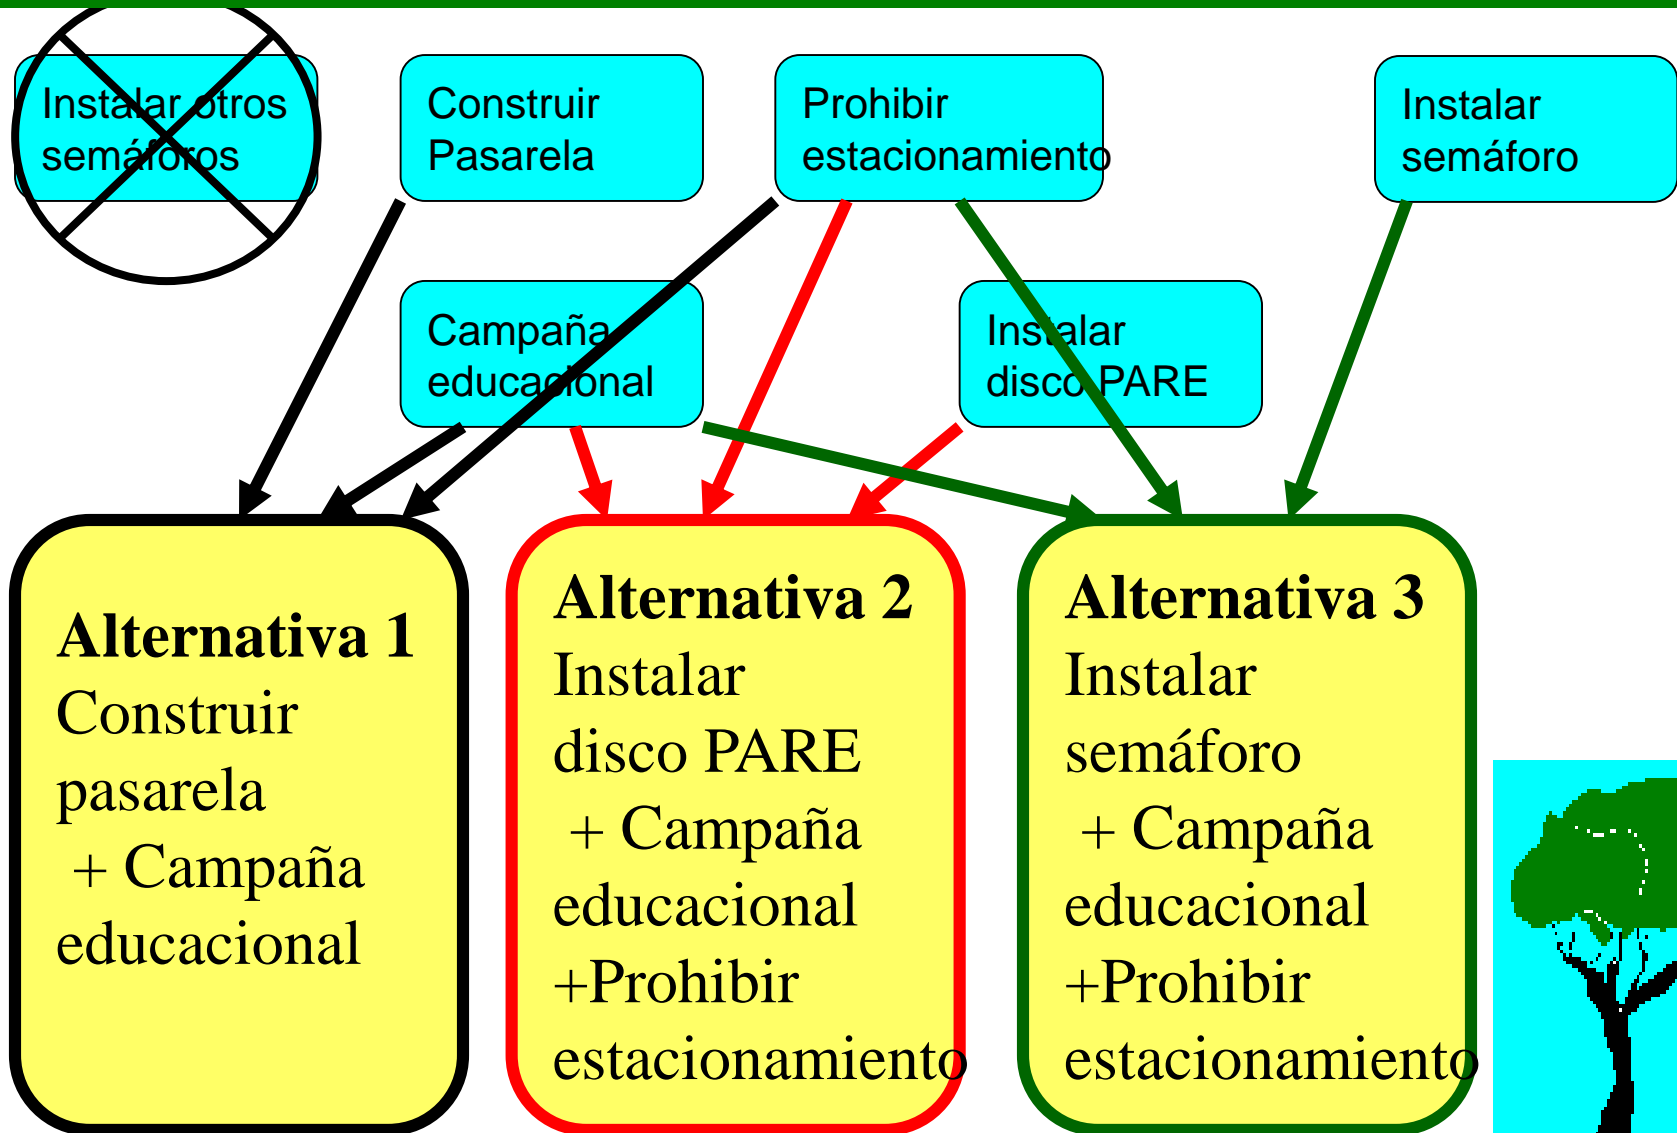 Instalar otros
semáforos
Construir
Pasarela
Prohibir
estacionamiento
Instalar
semáforo
Campaña
educacional
Instalar
disco PARE
Alternativa 1
Construir
pasarela
+ Campaña
educacional
Alternativa 2
Instalar
disco PARE
+ Campaña
educacional
+Prohibir
estacionamiento
Alternativa 3
Instalar
semáforo
+ Campaña
educacional
+Prohibir
estacionamiento